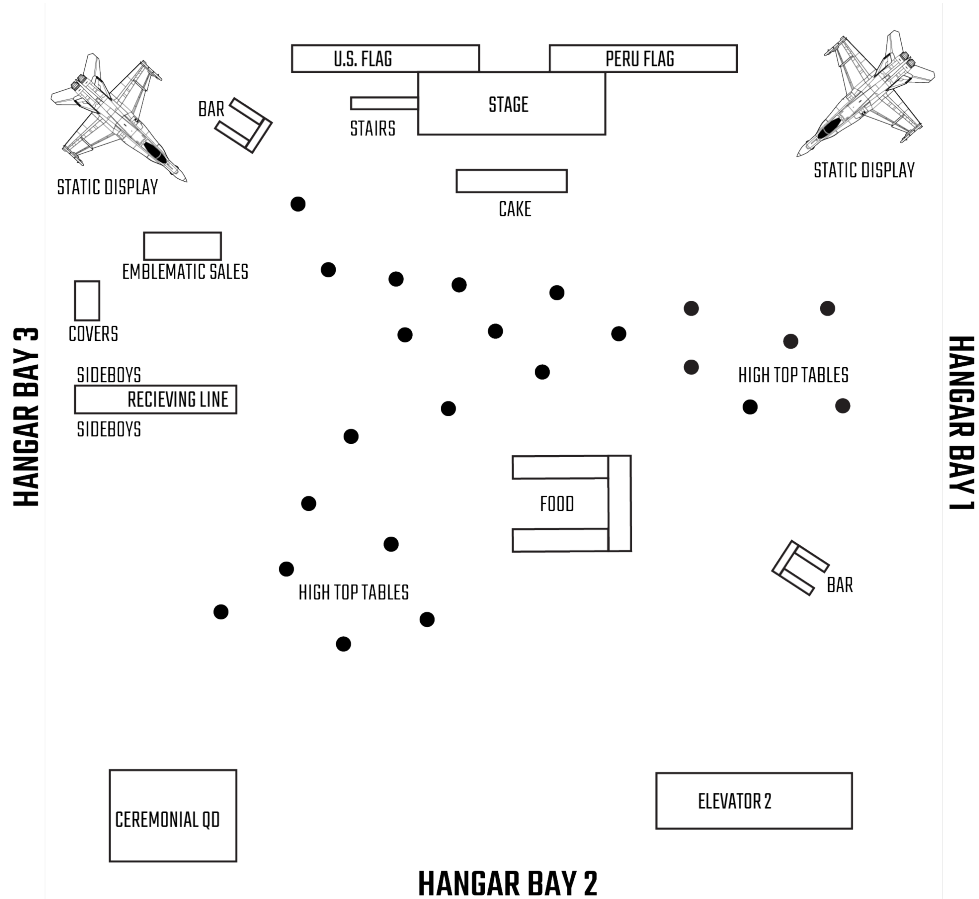 U.S. FLAG
PERU FLAG
BAR
STAGE
STAIRS
STATIC DISPLAY
STATIC DISPLAY
CAKE
EMBLEMATIC SALES
COVERS
HANGAR BAY 3
SIDEBOYS
RECIEVING LINE
SIDEBOYS
HIGH TOP TABLES
HANGAR BAY 1
FOOD
BAR
HIGH TOP TABLES
CEREMONIAL QD
ELEVATOR 2
HANGAR BAY 2